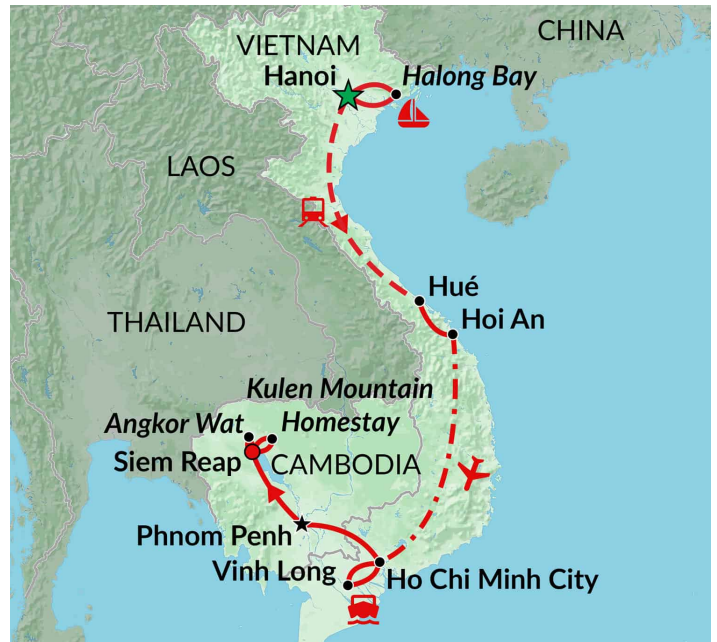 VIETNAM
CHINA
Hanoi
Halong Bay
LAOS
Hué
Hoi An
THAILAND
Kulen Mountain
Homestay
Angkor Wat
Siem Reap
CAMBODIA
Phnom Penh
Vinh Long
Ho Chi Minh City